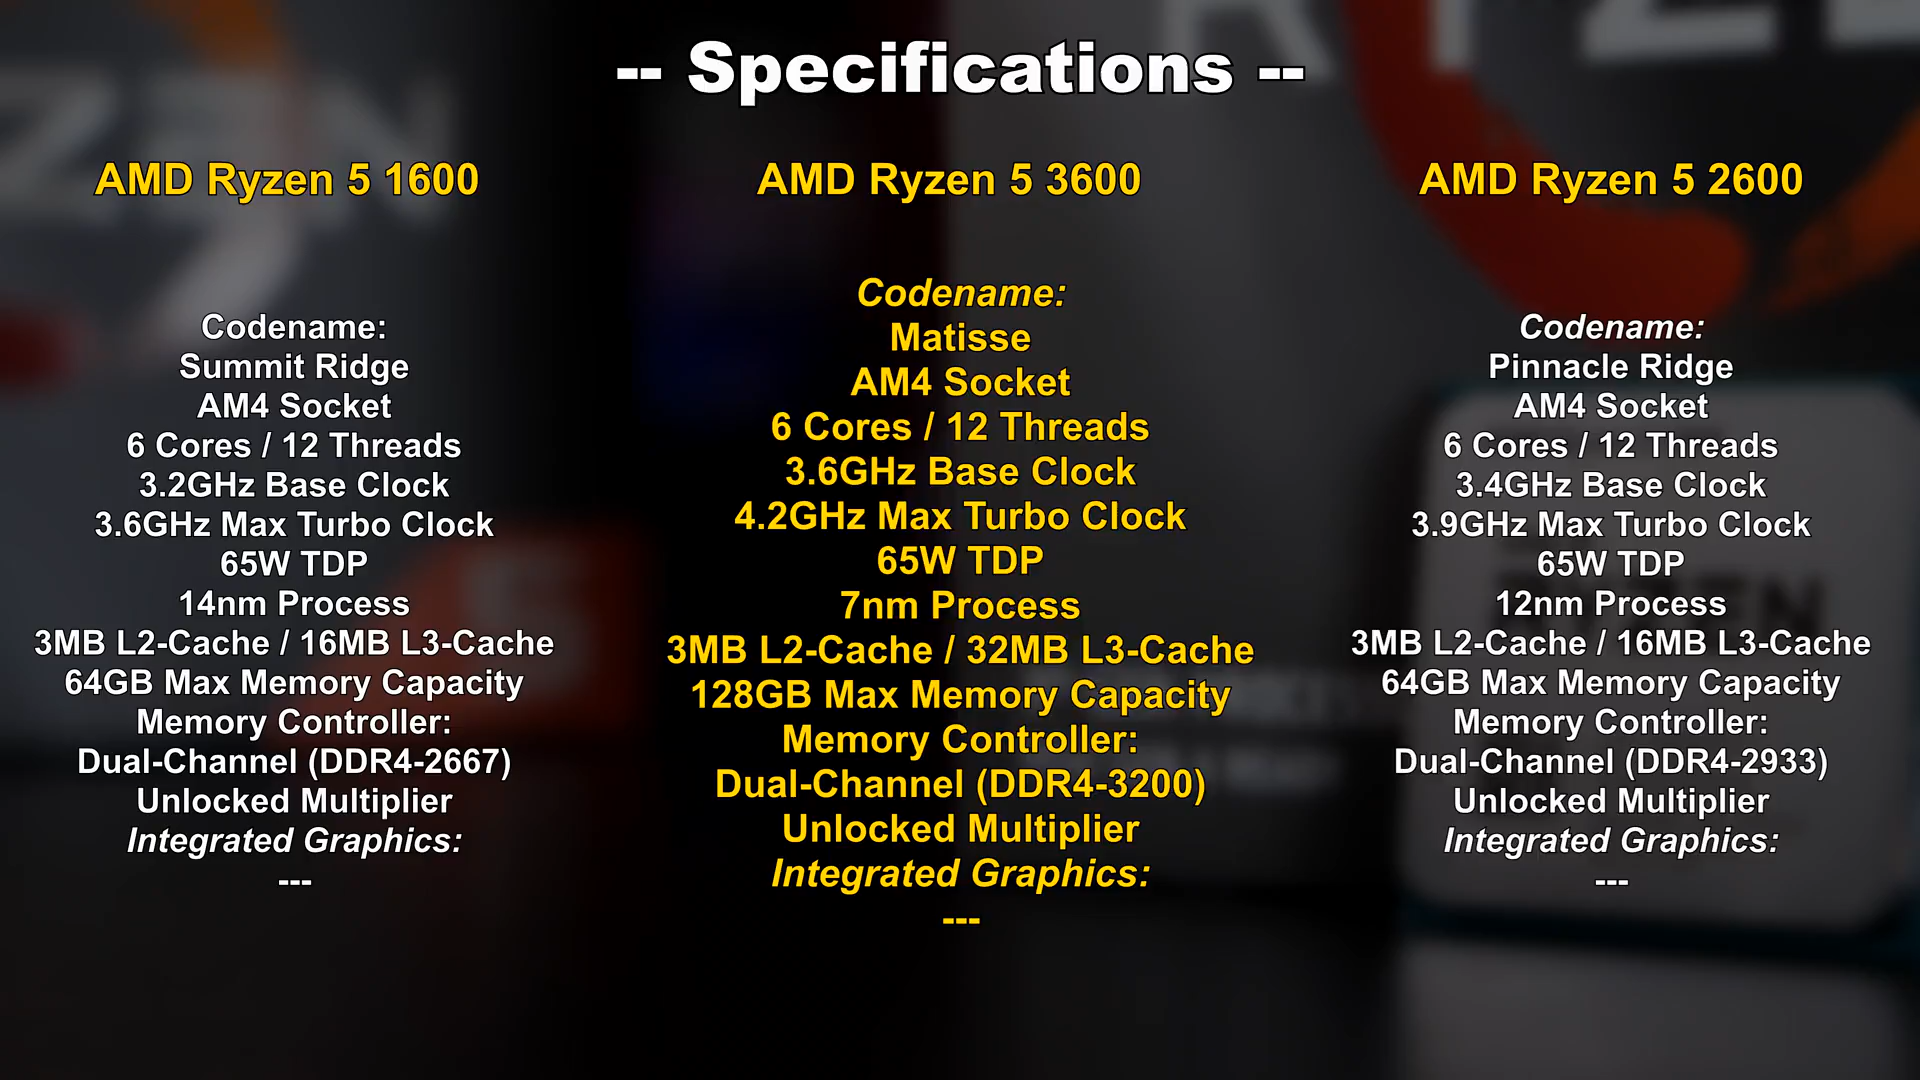 -- Specifications --
AMD Ryzen 5 1600
Codename:
Summit Ridge
AM4 Socket
6 Cores / 12 Threads
3.2GHz Base Clock
3.6GHz Max Turbo Clock
65W TDP
14nm Process
3MB L2-Cache / 16MB L3-Cache
64GB Max Memory Capacity
Memory Controller:
Dual-Channel (DDR4-2667)
Unlocked Multiplier
Integrated Graphics:
---
AMD Ryzen 5 3600
Codename:
Matisse
AM4 Socket
6 Cores / 12 Threads
3.6GHz Base Clock
4.2GHz Max Turbo Clock
65W TDP
7nm Process
3MB L2-Cache / 32MB L3-Cache
128GB Max Memory Capacity
Memory Controller:
Dual-Channel (DDR4-3200)
Unlocked Multiplier
Integrated Graphics:
---
AMD Ryzen 5 2600
Codename:
Pinnacle Ridge
AM4 Socket
6 Cores / 12 Threads
3.4GHz Base Clock
3.9GHz Max Turbo Clock
65W TDP
12nm Process
3MB L2-Cache / 16MB L3-Cache
64GB Max Memory Capacity
Memory Controller:
Dual-Channel (DDR4-2933)
Unlocked Multiplier
Integrated Graphics:
---